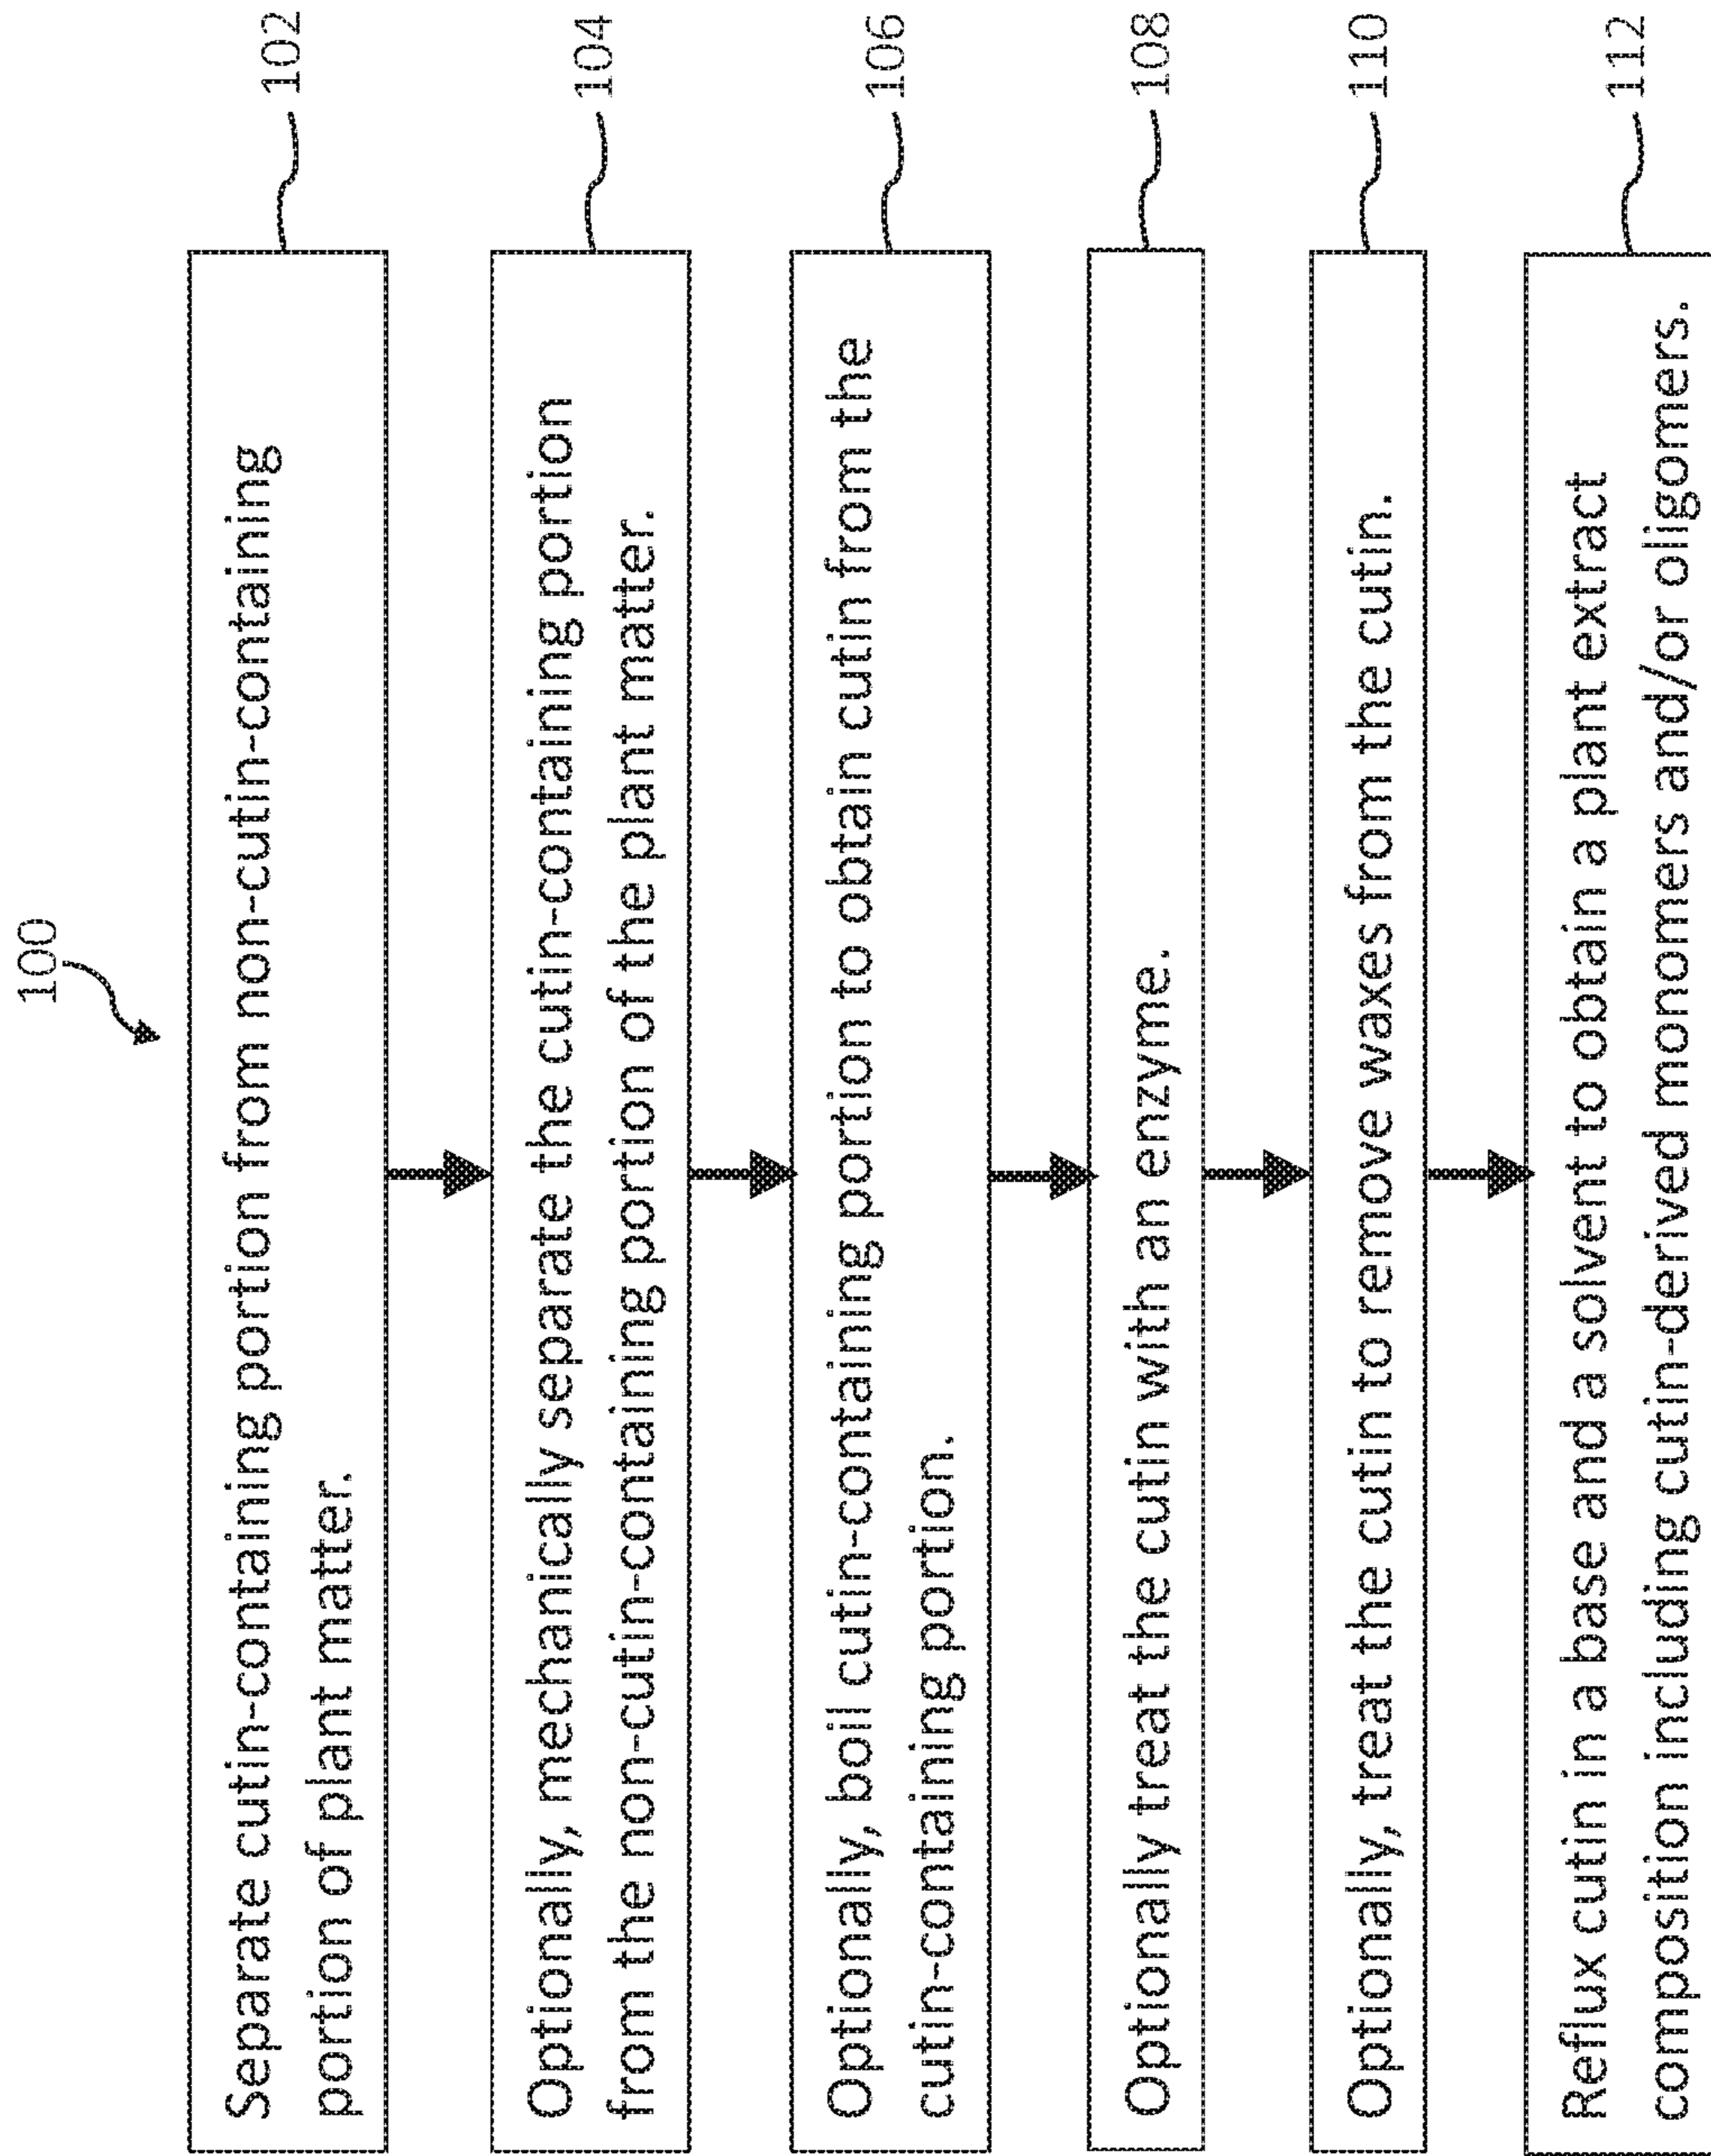 100
Separate cutin-containing portion from non-cutin-containing
portion of plant matter.
102
Optionally, mechanically separate the cutin-containing portion
from the non-cutin-containing portion of the plant matter.
104
Optionally, boil cutin-containing portion to obtain cutin from the
cutin-containing portion.
106
Optionally treat the cutin with an enzyme.
108
Optionally, treat the cutin to remove waxes from the cutin.
110
Reflux cutin in a base and a solvent to obtain a plant extract
composition including cutin-derived monomers and/or oligomers.
112